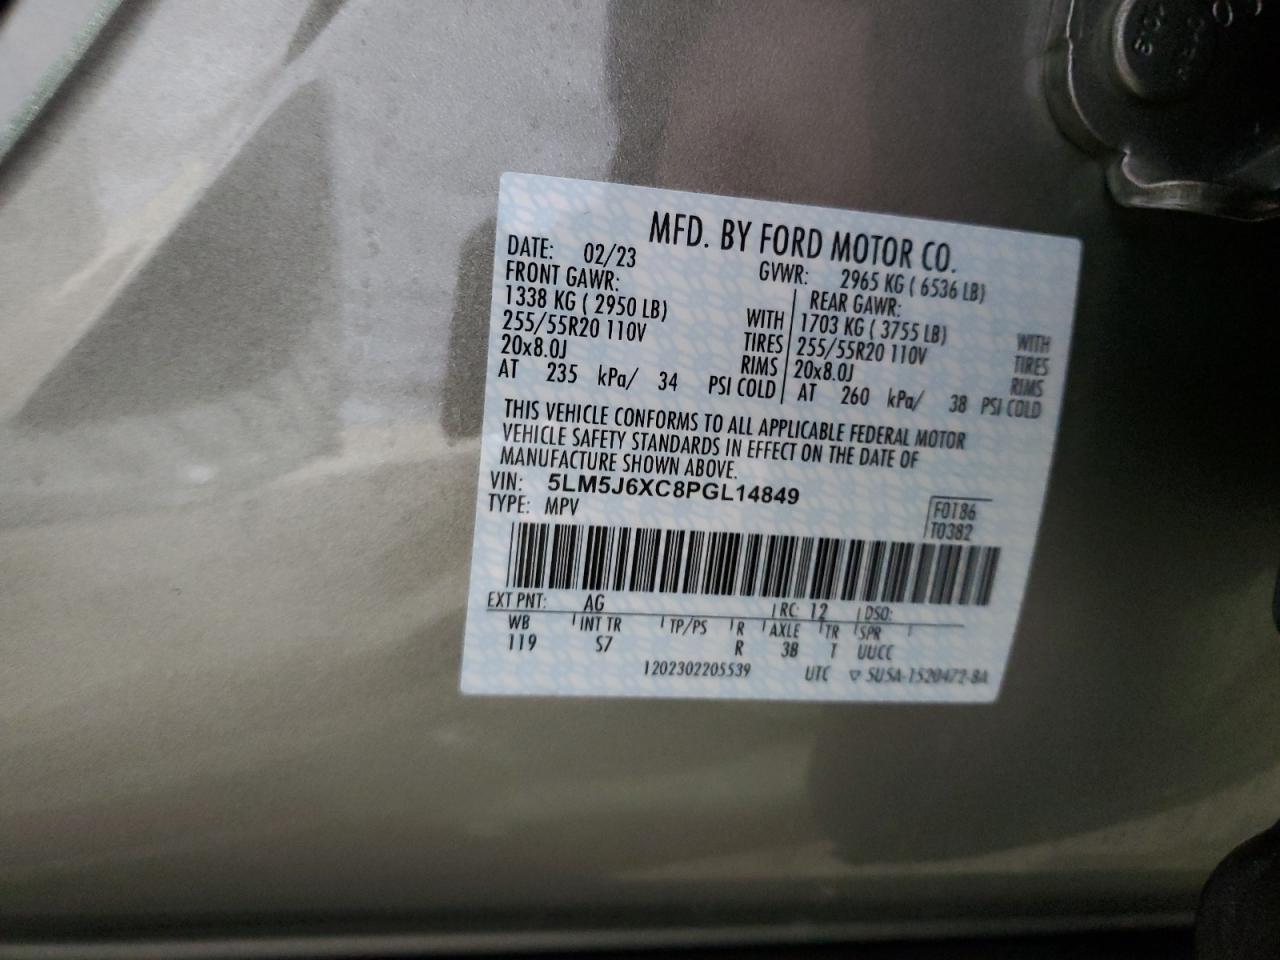 MFD. BY FORD MOTOR CO.
DATE: 02/23 GVWR: 2965 KG ( 6536 LB)
FRONT GAWR: REAR GAWR:
1338 KG ( 2950 LB) WITH 1703 KG ( 3755 LB) WITH
255/55R20 110V TIRES 255/55R20 110V TIRES
20x8.0J RIMS 20x8.0J RIMS
AT 235 kPa/ 34 PSI COLD AT 260 kPa/ 38 PSI COLD
THIS VEHICLE CONFORMS TO ALL APPLICABLE FEDERAL MOTOR
VEHICLE SAFETY STANDARDS IN EFFECT ON THE DATE OF
MANUFACTURE SHOWN ABOVE.
VIN: 5LM5J6XC8PGL14849
TYPE: MPV
F0186
T0382
EXT PNT: AG RC: 12 DSO:
WB INT TR TP/PS R AXLE TR SPR
119 S7 R 3B T UUCC
1202302205539 UTC ▽ 5USA-1520472-BA